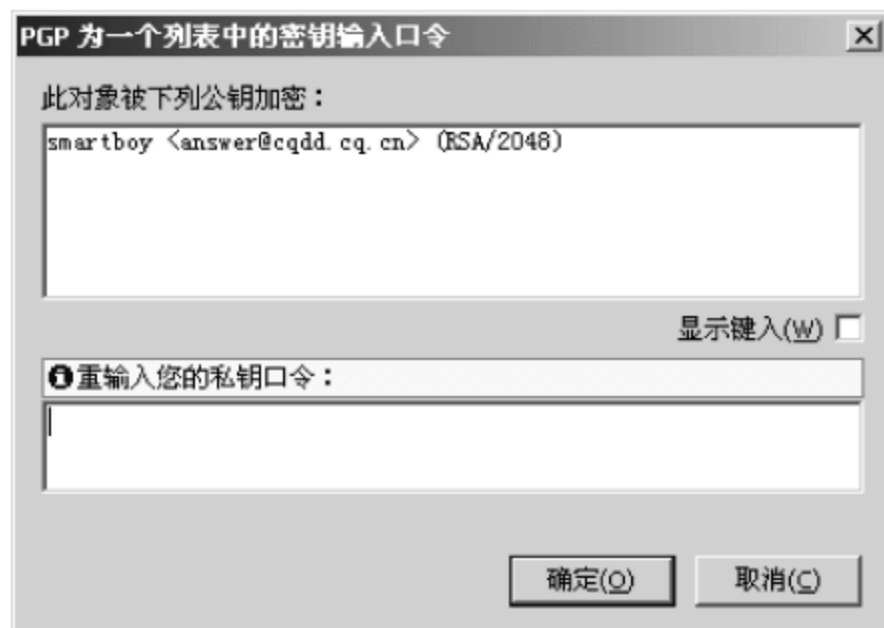 PGP 为一个列表中的密钥输入口令
此对象被下列公钥加密：
smartboy <answer@cqdd.cq.cn> (RSA/2048)
显示键入(W)
重输入您的私钥口令：
确定(O) 取消(C)